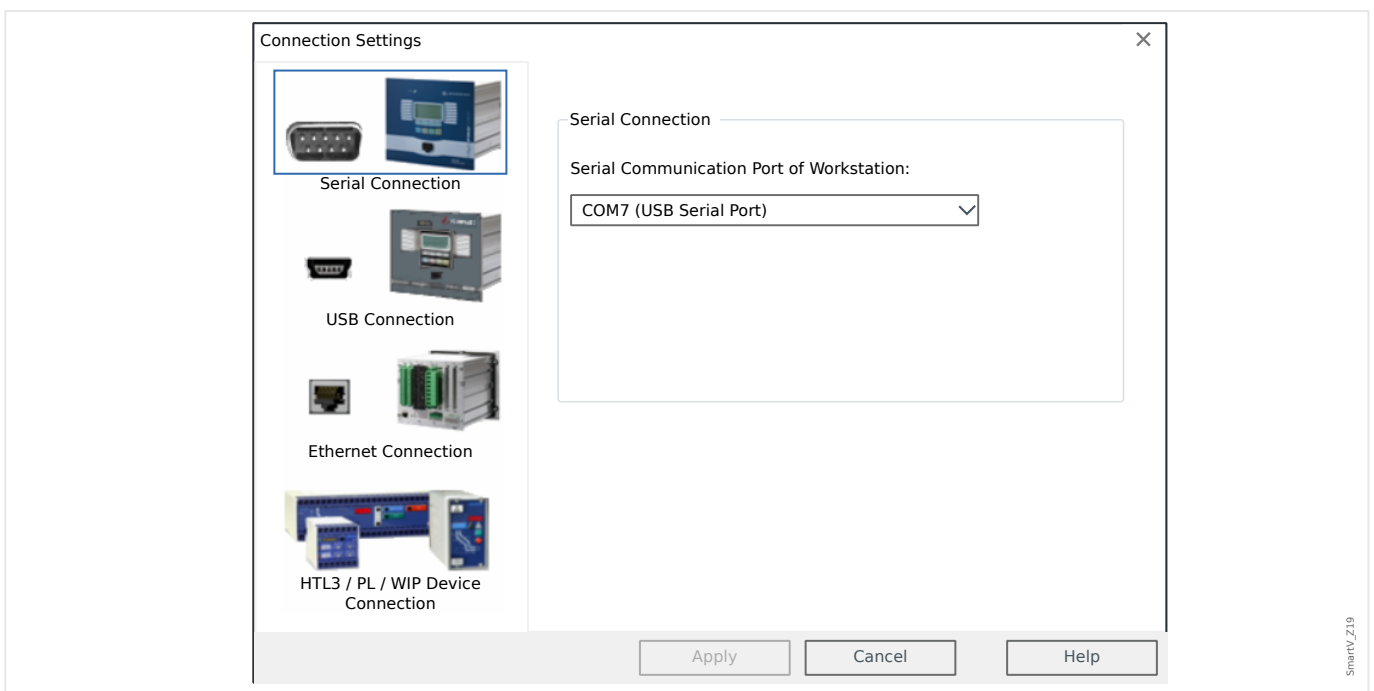 Connection Settings
Serial Connection
USB Connection
Ethernet Connection
HTL3 / PL / WIP Device
Connection
Serial Connection
Serial Communication Port of Workstation:
COM7 (USB Serial Port)
Apply
Cancel
Help
SmartV_Z19